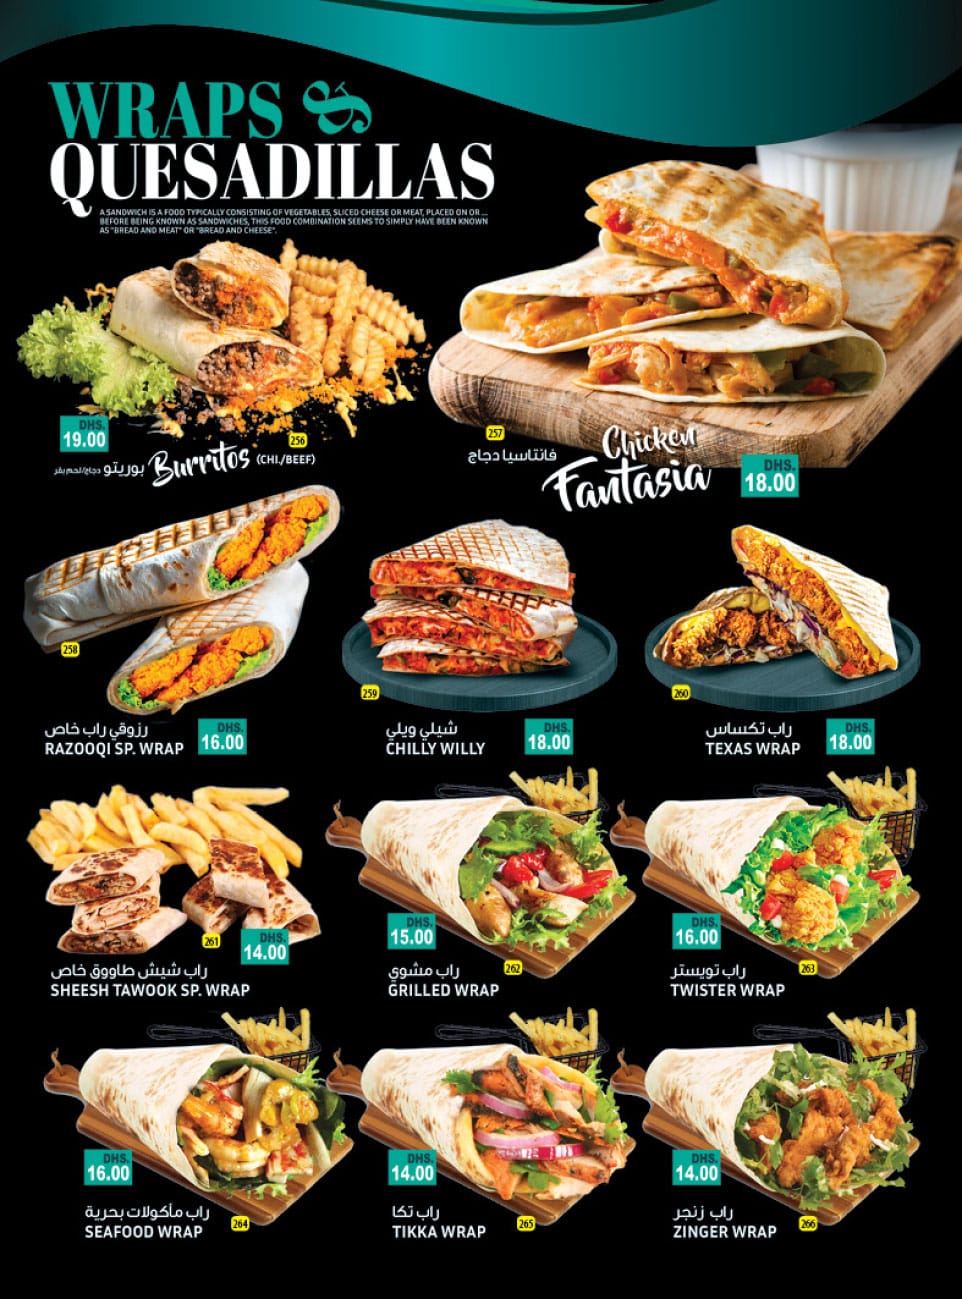 WRAPS &
QUESADILLAS
A SANDWICH IS A FOOD TYPICALLY CONSISTING OF VEGETABLES, SLICED CHEESE OR MEAT, PLACED ON OR ...
BEFORE BEING KNOWN AS SANDWICHES, THIS FOOD COMBINATION SEEMS TO SIMPLY HAVE BEEN KNOWN
AS "BREAD AND MEAT" OR "BREAD AND CHEESE".
DHS.
19.00
256
بوريتو دجاج/لحم بقر
Burritos (CHI./BEEF)
257
فانتاسيا دجاج
Chicken
Fantasia
DHS.
18.00
258
رزوقي راب خاص
RAZOOQI SP. WRAP
DHS.
16.00
259
شيلي ويلي
CHILLY WILLY
DHS.
18.00
260
راب تكساس
TEXAS WRAP
DHS.
18.00
261
DHS.
14.00
راب شيش طاووق خاص
SHEESH TAWOOK SP. WRAP
DHS.
15.00
راب مشوي
262
GRILLED WRAP
DHS.
16.00
راب تويستر
263
TWISTER WRAP
DHS.
16.00
راب مأكولات بحرية
264
SEAFOOD WRAP
DHS.
14.00
راب تكا
265
TIKKA WRAP
DHS.
14.00
راب زنجر
266
ZINGER WRAP